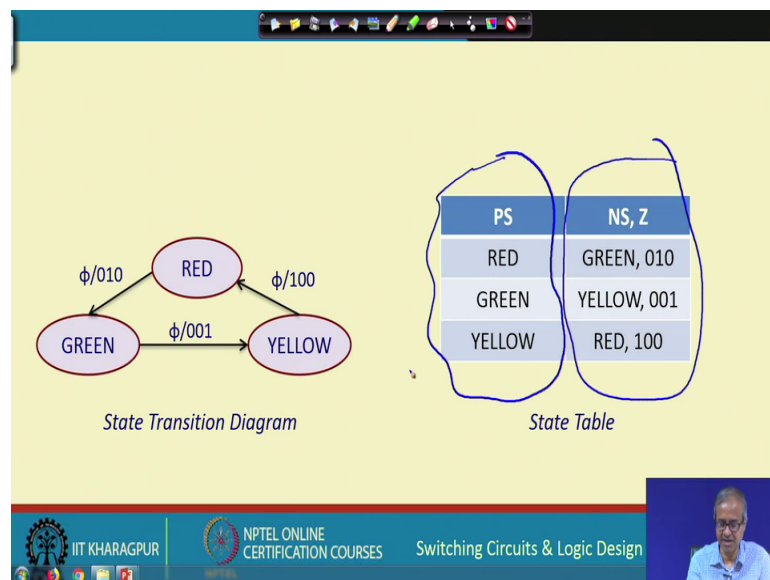 PS NS, Z
RED GREEN, 010
GREEN YELLOW, 001
YELLOW RED, 100
RED
ϕ/010 ϕ/100
GREEN ϕ/001 YELLOW
State Transition Diagram
State Table
IIT KHARAGPUR
NPTEL ONLINE
CERTIFICATION COURSES
Switching Circuits & Logic Design